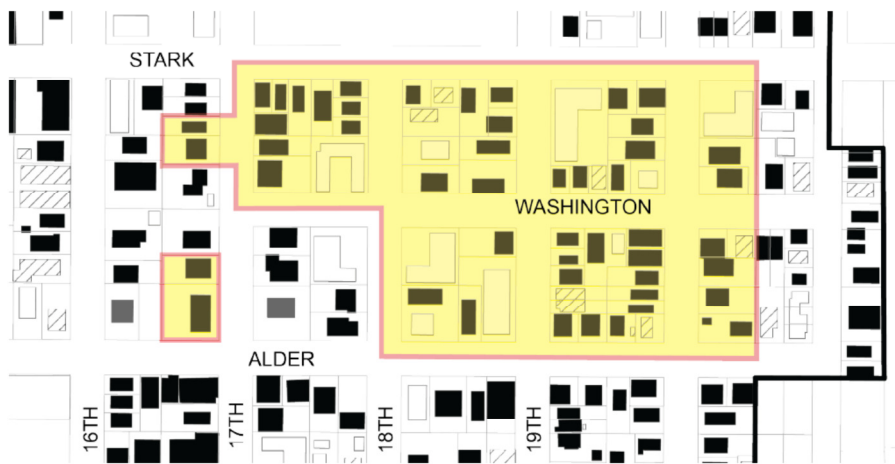 STARK
WASHINGTON
ALDER
16TH
17TH
18TH
19TH